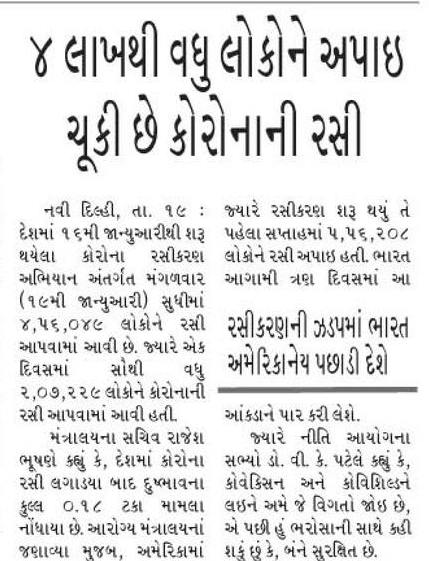 ૪ લાખથી વધુ લોકોને અપાઇ
ચૂકી છે કોરોનાની રસી
નવી દિલ્હી, તા. ૧૯ :
દેશમાં ૧૬મી જાન્યુઆરીથી શરૂ
થયેલા કોરોના રસીકરણ
અભિયાન અંતર્ગત મંગળવાર
(૧૯મી જાન્યુઆરી) સુધીમાં
૪,૫૬,૦૪૯ લોકોને રસી
આપવામાં આવી છે. જ્યારે એક
દિવસમાં સૌથી વધુ
૨,૦૭,૨૨૯ લોકોને કોરોનાની
રસી આપવામાં આવી હતી.
મંત્રાલયના સચિવ રાજેશ
ભૂષણે કહ્યું કે, દેશમાં કોરોના
રસી લગાડ્યા બાદ દુષ્ભાવના
કુલ્લ ૦.૧૮ ટકા મામલા
નોંધાયા છે. આરોગ્ય મંત્રાલયનાં
જણાવ્યા મુજબ, અમેરિકામાં
જ્યારે રસીકરણ શરૂ થયું તે
પહેલા સપ્તાહમાં ૫,૫૬,૨૦૮
લોકોને રસી અપાઇ હતી. ભારત
આગામી ત્રણ દિવસમાં આ
રસીકરણની ઝડપમાં ભારત
અમેરિકાનેય પછાડી દેશે
આંકડાને પાર કરી લેશે.
જ્યારે નીતિ આયોગના
સભ્યો ડો. વી. કે. પટેલે કહ્યું કે,
કોવેક્સિન અને કોવિશિલ્ડને
લઇને અમે જે વિગતો જોઇ છે,
એ પછી હું ભરોસાની સાથે કહી
શકું છું કે, બંને સુરક્ષિત છે.